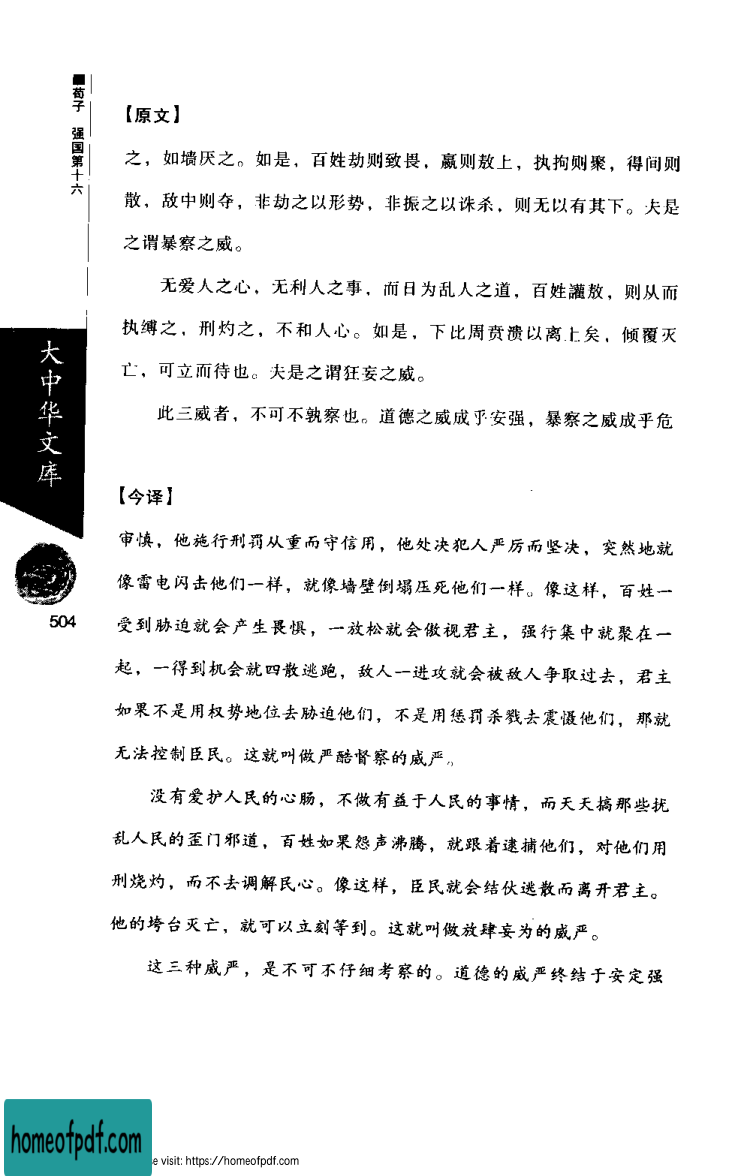 ■荀子 强国第十六
大中华文库
504
【原文】
之，如墙厌之。如是，百姓劫则致畏，嬴则敖上，执拘则聚，得间则
散，敌中则夺，非劫之以形势，非振之以诛杀，则无以有其下。夫是
之谓暴察之威。
无爱人之心，无利人之事，而日为乱人之道，百姓讙敖，则从而
执缚之，刑灼之，不和人心。如是，下比周贲溃以离上矣，倾覆灭
亡，可立而待也。夫是之谓狂妄之威。
此三威者，不可不孰察也。道德之威成乎安强，暴察之威成乎危
【今译】
审慎，他施行刑罚从重而守信用，他处决犯人严厉而坚决，突然地就
像雷电闪击他们一样，就像墙壁倒塌压死他们一样。像这样，百姓一
受到胁迫就会产生畏惧，一放松就会傲视君主，强行集中就聚在一
起，一得到机会就四散逃跑，敌人一进攻就会被敌人争取过去，君主
如果不是用权势地位去胁迫他们，不是用惩罚杀戮去震慑他们，那就
无法控制臣民。这就叫做严酷督察的威严。
没有爱护人民的心肠，不做有益于人民的事情，而天天搞那些扰
乱人民的歪门邪道，百姓如果怨声沸腾，就跟着逮捕他们，对他们用
刑烧灼，而不去调解民心。像这样，臣民就会结伙逃散而离开君主。
他的垮台灭亡，就可以立刻等到。这就叫做放肆妄为的威严。
这三种威严，是不可不仔细考察的。道德的威严终结于安定强
homeofpdf.com
e visit: https://homeofpdf.com